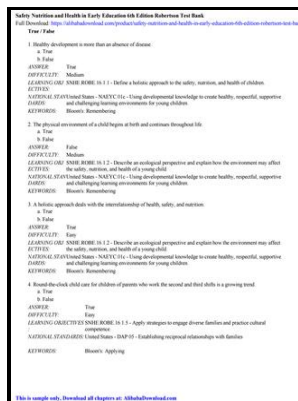 Safety Nutrition and Health in Early Education 6th Edition Robertson Test Bank
Full Download: https://alibabadownload.com/product/safety-nutrition-and-health-in-early-education-6th-edition-robertson-test-ba
True / False
1. Healthy development is more than an absence of disease.
a. True
b. False
ANSWER: True
DIFFICULTY: Medium
LEARNING OBJ SNHE.ROBE.16.1.1 - Define a holistic approach to the safety, nutrition, and health of children.
ECTIVES:
NATIONAL STAN United States - NAEYC.01c - Using developmental knowledge to create healthy, respectful, supportive
DARDS: and challenging learning environments for young children.
KEYWORDS: Bloom's: Remembering
2. The physical environment of a child begins at birth and continues throughout life.
a. True
b. False
ANSWER: False
DIFFICULTY: Medium
LEARNING OBJ SNHE.ROBE.16.1.2 - Describe an ecological perspective and explain how the environment may affect
ECTIVES: the safety, nutrition, and health of a young child.
NATIONAL STAN United States - NAEYC.01c - Using developmental knowledge to create healthy, respectful, supportive
DARDS: and challenging learning environments for young children.
KEYWORDS: Bloom's: Remembering
3. A holistic approach deals with the interrelationship of health, safety, and nutrition.
a. True
b. False
ANSWER: True
DIFFICULTY: Easy
LEARNING OBJ SNHE.ROBE.16.1.2 - Describe an ecological perspective and explain how the environment may affect
ECTIVES: the safety, nutrition, and health of a young child.
NATIONAL STAN United States - NAEYC.01c - Using developmental knowledge to create healthy, respectful, supportive
DARDS: and challenging learning environments for young children.
KEYWORDS: Bloom's: Remembering
4. Round-the-clock child care for children of parents who work the second and third shifts is a growing trend.
a. True
b. False
ANSWER: True
DIFFICULTY: Easy
LEARNING OBJECTIVES: SNHE.ROBE.16.1.5 - Apply strategies to engage diverse families and practice cultural
competence.
NATIONAL STANDARDS: United States - DAP.05 - Establishing reciprocal relationships with families
KEYWORDS: Bloom's: Applying
This is sample only, Download all chapters at: AlibabaDownload.com